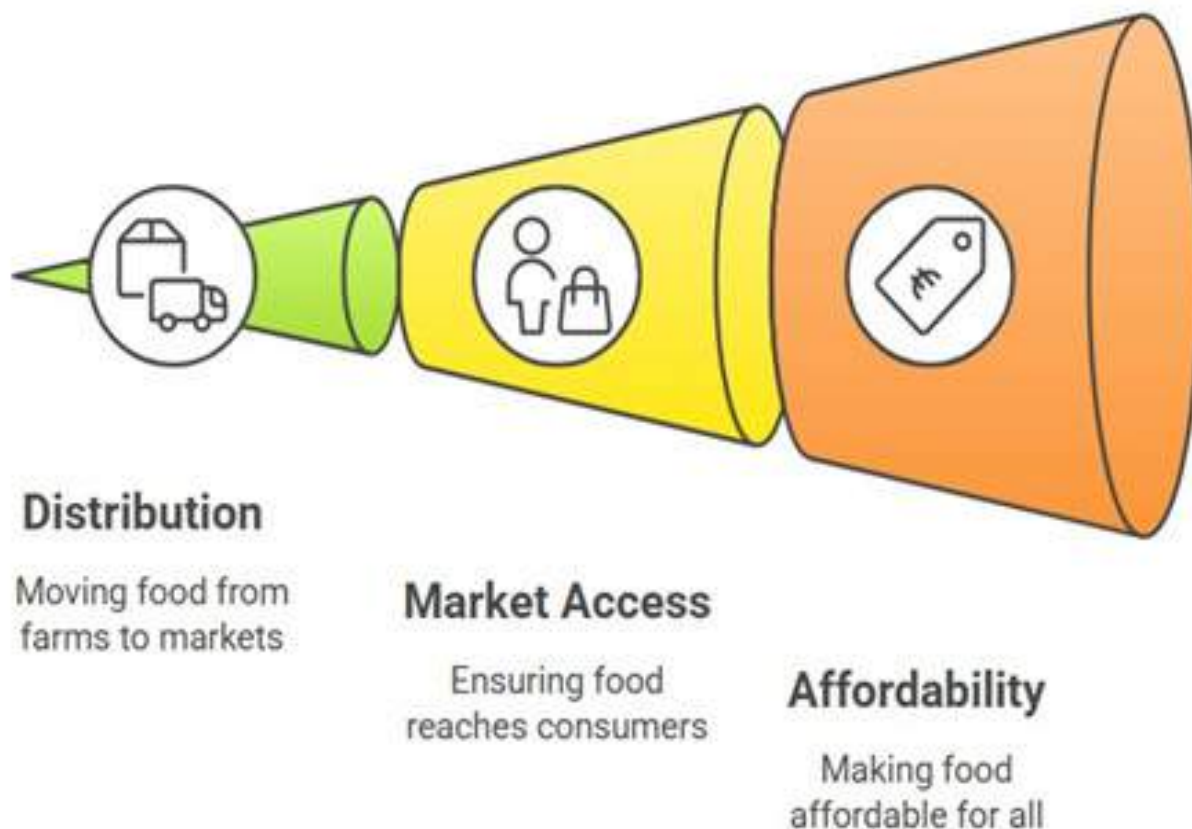 Distribution
Moving food from
farms to markets
Market Access
Ensuring food
reaches consumers
Affordability
Making food
affordable for all